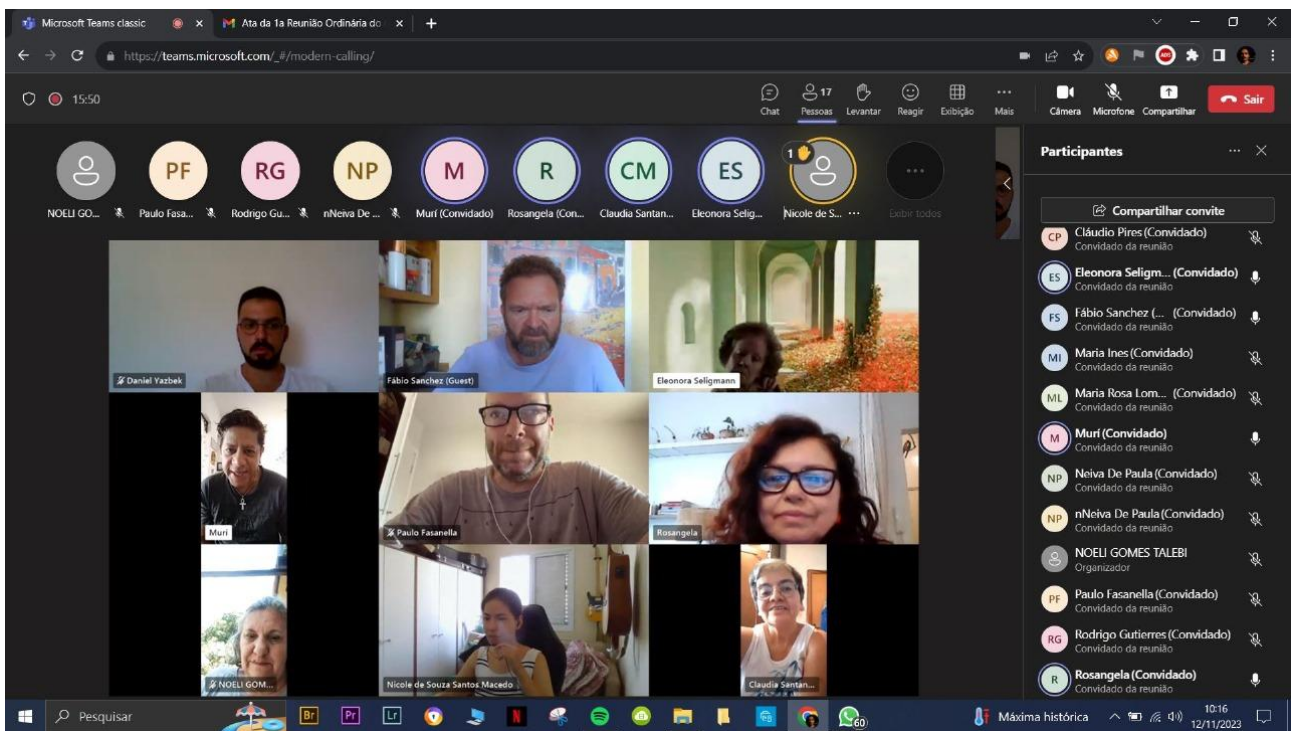 Microsoft Teams classic
Ata da 1a Reunião Ordinária do
https://teams.microsoft.com/_#/modern-calling/
15:50
Chat
17
Pessoas
Levantar
Reagir
Exibição
Mais
Câmera
Microfone
Compartilhar
Sair
PF
RG
NP
M
R
CM
ES
1
NOELI GO...
Paulo Fasa...
Rodrigo Gu...
nNeiva De ...
Murí (Convidado)
Rosangela (Con...
Claudia Santan...
Eleonora Selig...
Nicole de S...
Exibir todos
Daniel Yazbek
Fábio Sanchez (Guest)
Eleonora Seligmann
Murí
Paulo Fasanella
Rosangela
NOELI GOM...
Nicole de Souza Santos Macedo
Claudia Santan...
Participantes
Compartilhar convite
CP
Cláudio Pires (Convidado)
Convidado da reunião
ES
Eleonora Seligm... (Convidado)
Convidado da reunião
FS
Fábio Sanchez (... (Convidado)
Convidado da reunião
MI
Maria Ines (Convidado)
Convidado da reunião
ML
Maria Rosa Lom... (Convidado)
Convidado da reunião
M
Murí (Convidado)
Convidado da reunião
NP
Neiva De Paula (Convidado)
Convidado da reunião
NP
nNeiva De Paula (Convidado)
Convidado da reunião
NOELI GOMES TALEBI
Organizador
PF
Paulo Fasanella (Convidado)
Convidado da reunião
RG
Rodrigo Gutierres (Convidado)
Convidado da reunião
R
Rosangela (Convidado)
Convidado da reunião
Pesquisar
Br
Pr
Lr
N
60
Máxima histórica
10:16
12/11/2023